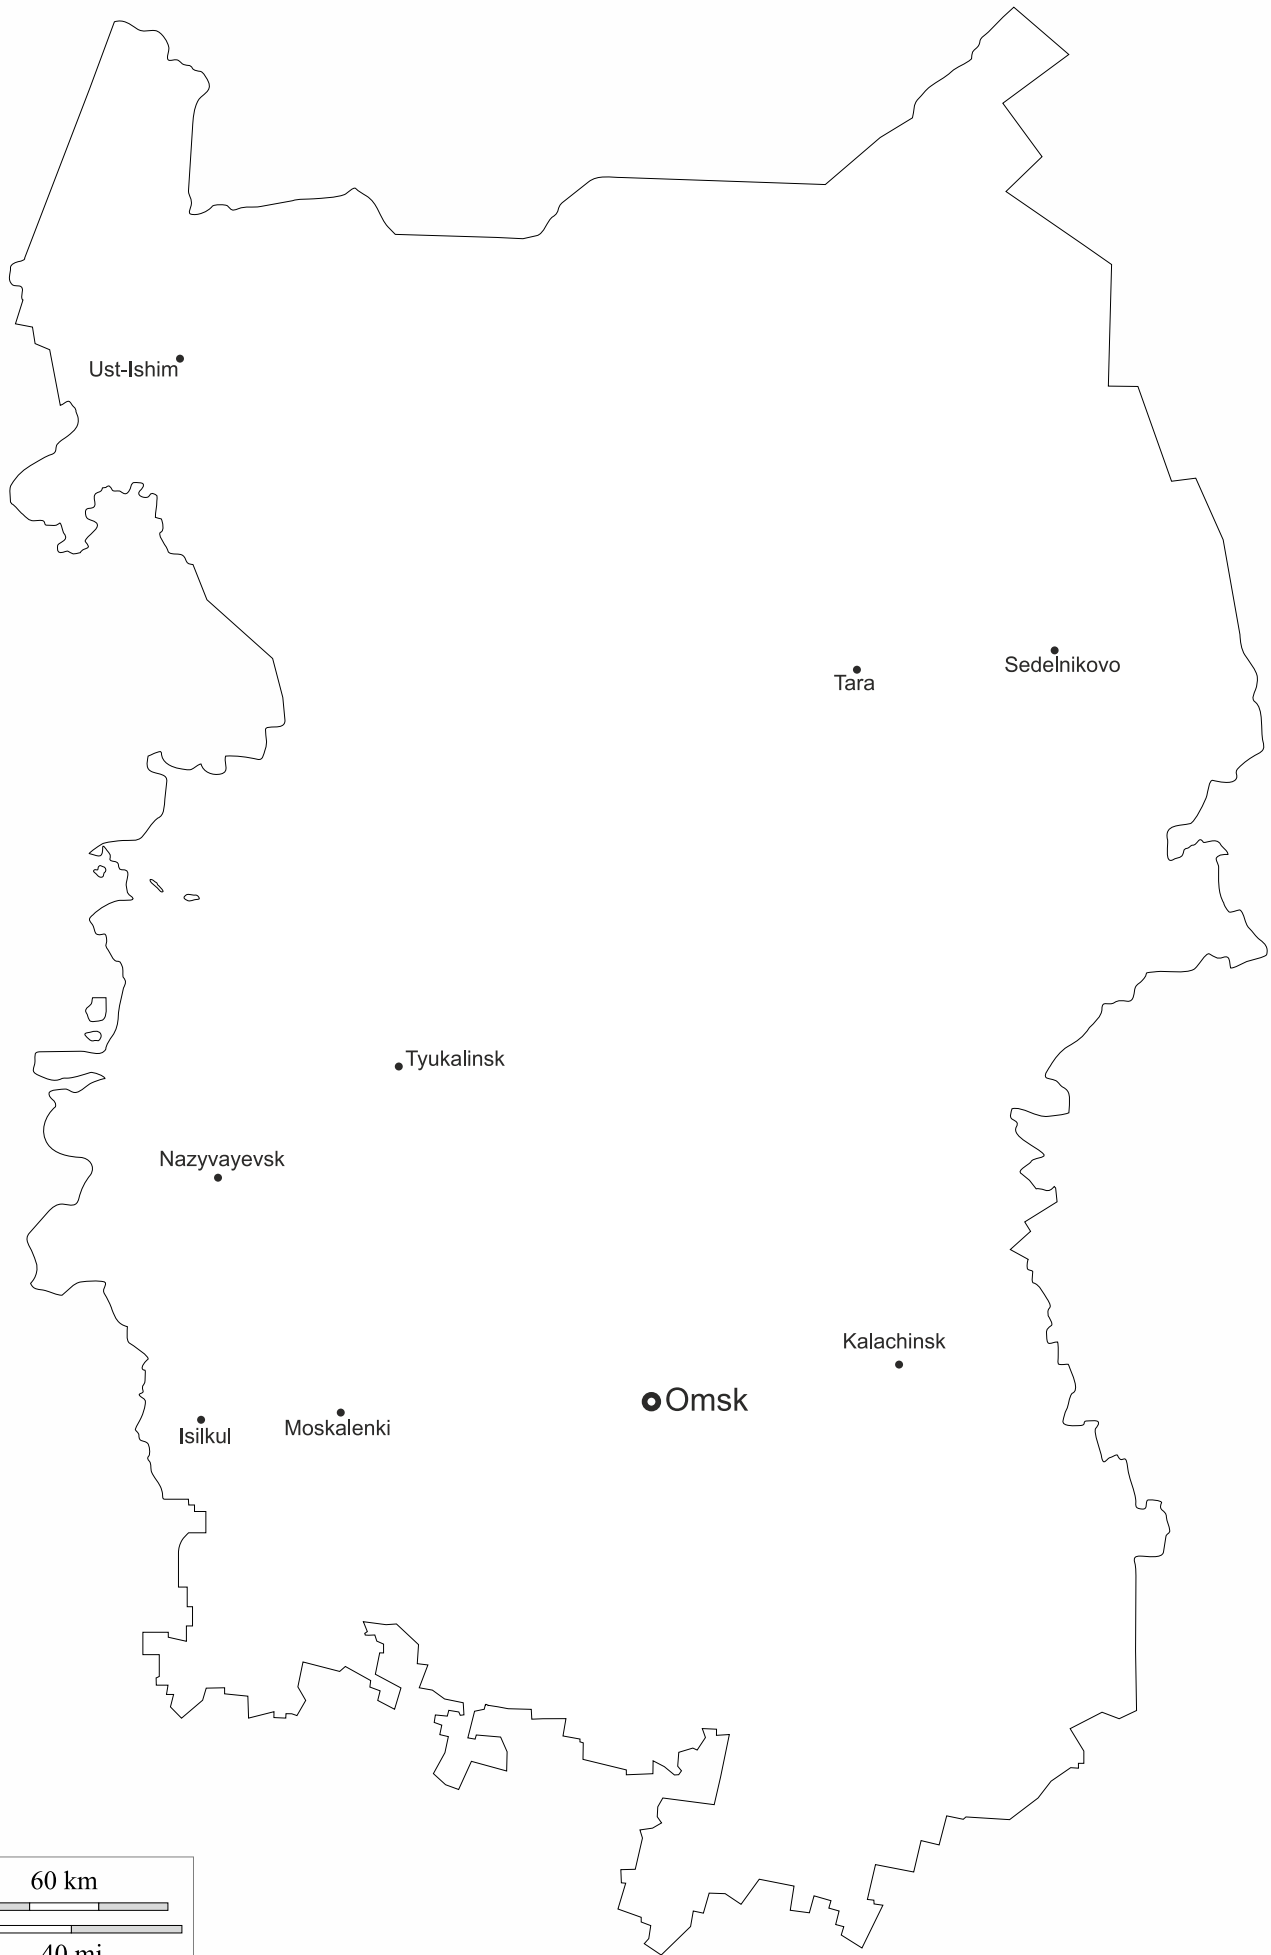 Ust-Ishim
Sedelnikovo
Tara
Tyukalinsk
Nazyvayevsk
Kalachinsk
Omsk
Moskalenki
Isilkul
60 km
40 mi